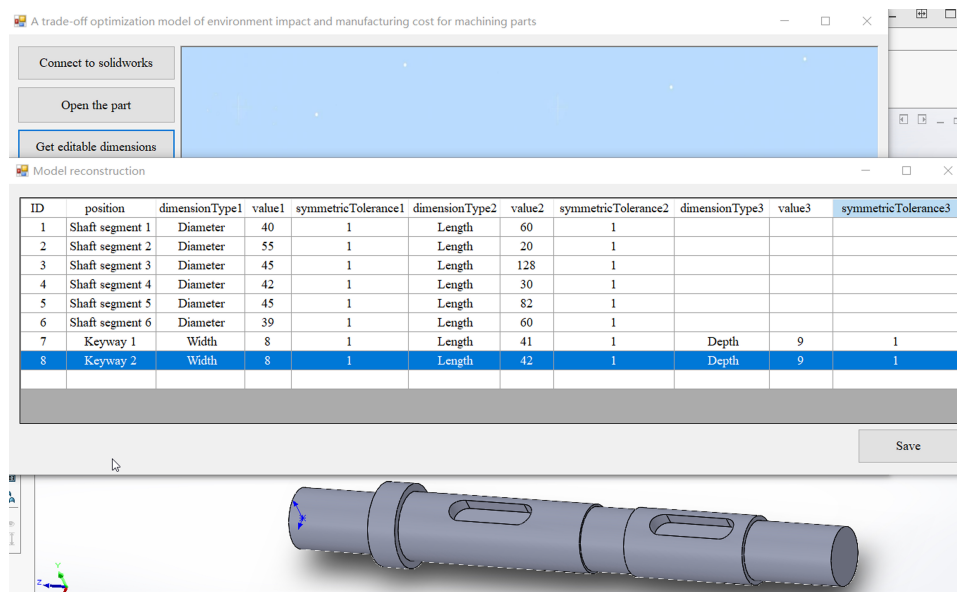 A trade-off optimization model of environment impact and manufacturing cost for machining parts
Connect to solidworks
Open the part
Get editable dimensions
Model reconstruction
ID position dimensionType1 value1 symmetricTolerance1 dimensionType2 value2 symmetricTolerance2 dimensionType3 value3 symmetricTolerance3
1 Shaft segment 1 Diameter 40 1 Length 60 1
2 Shaft segment 2 Diameter 55 1 Length 20 1
3 Shaft segment 3 Diameter 45 1 Length 128 1
4 Shaft segment 4 Diameter 42 1 Length 30 1
5 Shaft segment 5 Diameter 45 1 Length 82 1
6 Shaft segment 6 Diameter 39 1 Length 60 1
7 Keyway 1 Width 8 1 Length 41 1 Depth 9 1
8 Keyway 2 Width 8 1 Length 42 1 Depth 9 1
Save
Y
Z